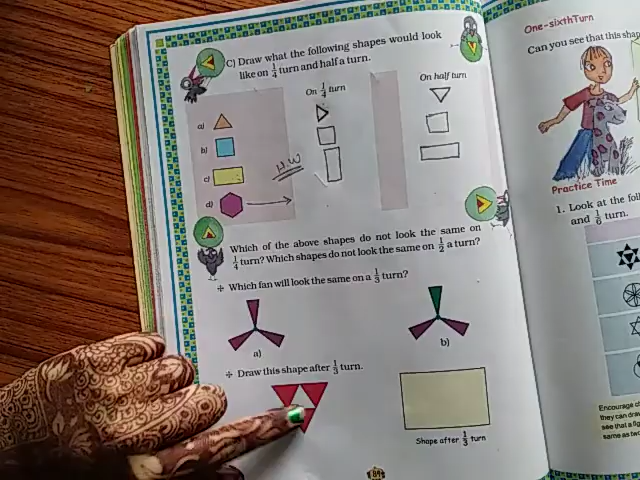 C) Draw what the following shapes would look
like on 1/4 turn and half a turn.
On 1/4 turn
On half turn
a)
b)
c)
d)
H.W
Which of the above shapes do not look the same on
1/4 turn? Which shapes do not look the same on 1/2 a turn?
✢ Which fan will look the same on a 1/3 turn?
a)
b)
✢ Draw this shape after 1/3 turn.
Shape after 1/3 turn
89
One-sixth Turn
Can you see that this shap
Practice Time
1. Look at the foll
and 1/6 turn.
Encourage c
they can draw
see that a fig
same as two